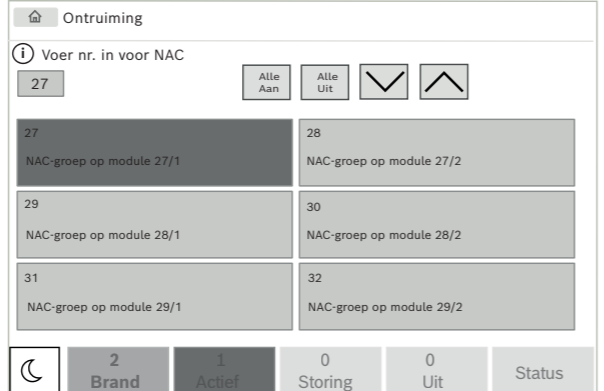 Ontruiming
Voer nr. in voor NAC
27
Alle
Aan
Alle
Uit
27
NAC-groep op module 27/1
28
NAC-groep op module 27/2
29
NAC-groep op module 28/1
30
NAC-groep op module 28/2
31
NAC-groep op module 29/1
32
NAC-groep op module 29/2
2
Brand
1
Actief
0
Storing
0
Uit
Status